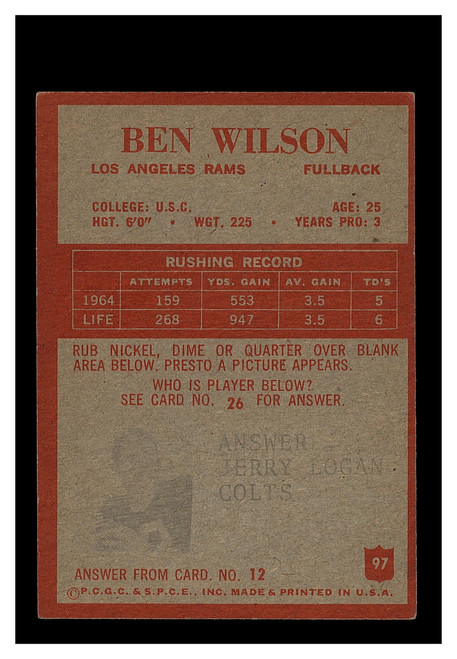 BEN WILSON
LOS ANGELES RAMS FULLBACK
COLLEGE: U.S.C. AGE: 25
HGT. 6'0" • WGT. 225 • YEARS PRO: 3
RUSHING RECORD
ATTEMPTS YDS. GAIN AV. GAIN TD'S
1964 159 553 3.5 5
LIFE 268 947 3.5 6
RUB NICKEL, DIME OR QUARTER OVER BLANK
AREA BELOW. PRESTO A PICTURE APPEARS.
WHO IS PLAYER BELOW?
SEE CARD NO. 26 FOR ANSWER.
ANSWER
JERRY LOGAN
COLTS
97
ANSWER FROM CARD. NO. 12
©P.C.G.C. & S.P.C.E., INC. MADE & PRINTED IN U.S.A.